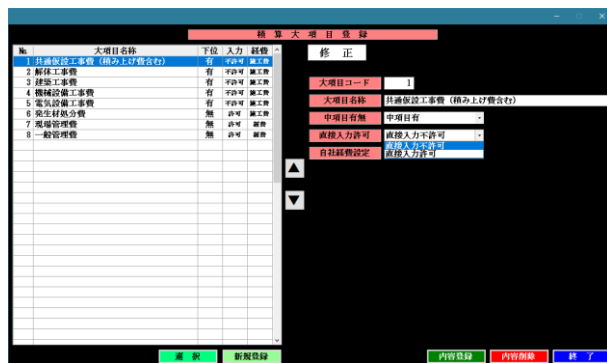 積 算 大 項 目 登 録
№ 大項目名称 下位 入力 経費
1 共通仮設工事費（積み上げ費含む） 有 不許可 施工費
2 解体工事費 有 不許可 施工費
3 建築工事費 有 不許可 施工費
4 機械設備工事費 有 不許可 施工費
5 電気設備工事費 有 不許可 施工費
6 発生材処分費 無 許可 施工費
7 現場管理費 無 許可 経費
8 一般管理費 無 許可 経費
選 択
新規登録
修 正
大項目コード 1
大項目名称 共通仮設工事費（積み上げ費含む）
中項目有無 中項目有
直接入力許可 直接入力不許可
直接入力不許可
直接入力許可
自社経費設定
▲
▼
内容登録
内容削除
終 了